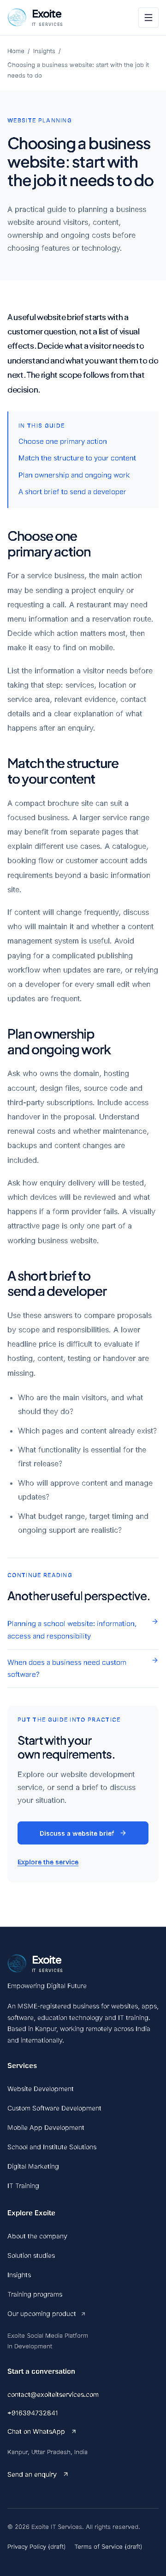 Exoite
IT SERVICES
Home / Insights /
Choosing a business website: start with the job it
needs to do
WEBSITE PLANNING
Choosing a business
website: start with
the job it needs to do
A practical guide to planning a business
website around visitors, content,
ownership and ongoing costs before
choosing features or technology.
A useful website brief starts with a
customer question, not a list of visual
effects. Decide what a visitor needs to
understand and what you want them to do
next. The right scope follows from that
decision.
IN THIS GUIDE
Choose one primary action
Match the structure to your content
Plan ownership and ongoing work
A short brief to send a developer
Choose one
primary action
For a service business, the main action
may be sending a project enquiry or
requesting a call. A restaurant may need
menu information and a reservation route.
Decide which action matters most, then
make it easy to find on mobile.
List the information a visitor needs before
taking that step: services, location or
service area, relevant evidence, contact
details and a clear explanation of what
happens after an enquiry.
Match the structure
to your content
A compact brochure site can suit a
focused business. A larger service range
may benefit from separate pages that
explain different use cases. A catalogue,
booking flow or customer account adds
requirements beyond a basic information
site.
If content will change frequently, discuss
who will maintain it and whether a content
management system is useful. Avoid
paying for a complicated publishing
workflow when updates are rare, or relying
on a developer for every small edit when
updates are frequent.
Plan ownership
and ongoing work
Ask who owns the domain, hosting
account, design files, source code and
third-party subscriptions. Include access
handover in the proposal. Understand
renewal costs and whether maintenance,
backups and content changes are
included.
Ask how enquiry delivery will be tested,
which devices will be reviewed and what
happens if a form provider fails. A visually
attractive page is only one part of a
working business website.
A short brief to
send a developer
Use these answers to compare proposals
by scope and responsibilities. A lower
headline price is difficult to evaluate if
hosting, content, testing or handover are
missing.
• Who are the main visitors, and what
should they do?
• Which pages and content already exist?
• What functionality is essential for the
first release?
• Who will approve content and manage
updates?
• What budget range, target timing and
ongoing support are realistic?
CONTINUE READING
Another useful perspective.
Planning a school website: information,
access and responsibility
When does a business need custom
software?
PUT THE GUIDE INTO PRACTICE
Start with your
own requirements.
Explore our website development
service, or send a brief to discuss
your situation.
Discuss a website brief →
Explore the service
Exoite
IT SERVICES
Empowering Digital Future
An MSME-registered business for websites, apps,
software, education technology and IT training.
Based in Kanpur, working remotely across India
and internationally.
Services
Website Development
Custom Software Development
Mobile App Development
School and Institute Solutions
Digital Marketing
IT Training
Explore Exoite
About the company
Solution studies
Insights
Training programs
Our upcoming product ↗
Exoite Social Media Platform
In Development
Start a conversation
contact@exoiteitservices.com
+916394732841
Chat on WhatsApp ↗
Kanpur, Uttar Pradesh, India
Send an enquiry ↗
© 2026 Exoite IT Services. All rights reserved.
Privacy Policy (draft) Terms of Service (draft)